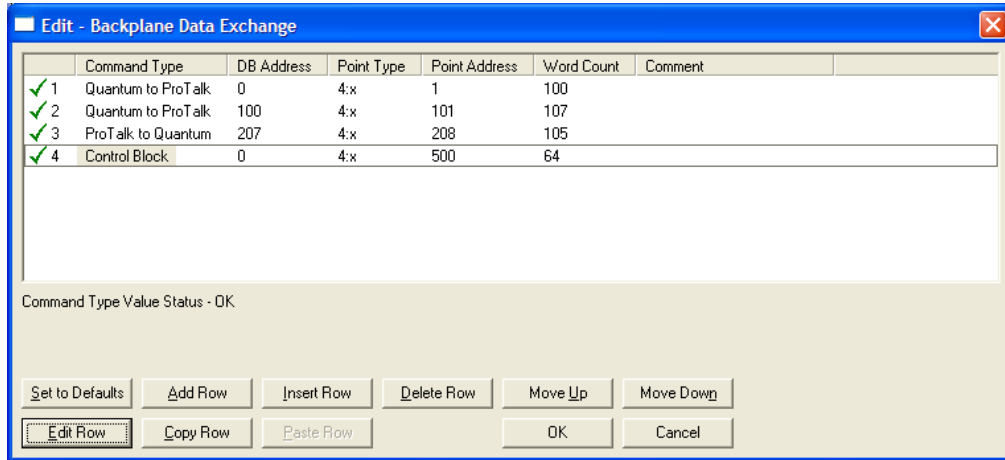 Edit - Backplane Data Exchange
Command Type DB Address Point Type Point Address Word Count Comment
1 Quantum to ProTalk 0 4:x 1 100
2 Quantum to ProTalk 100 4:x 101 107
3 ProTalk to Quantum 207 4:x 208 105
4 Control Block 0 4:x 500 64
Command Type Value Status - OK
Set to Defaults Add Row Insert Row Delete Row Move Up Move Down
Edit Row Copy Row Paste Row OK Cancel